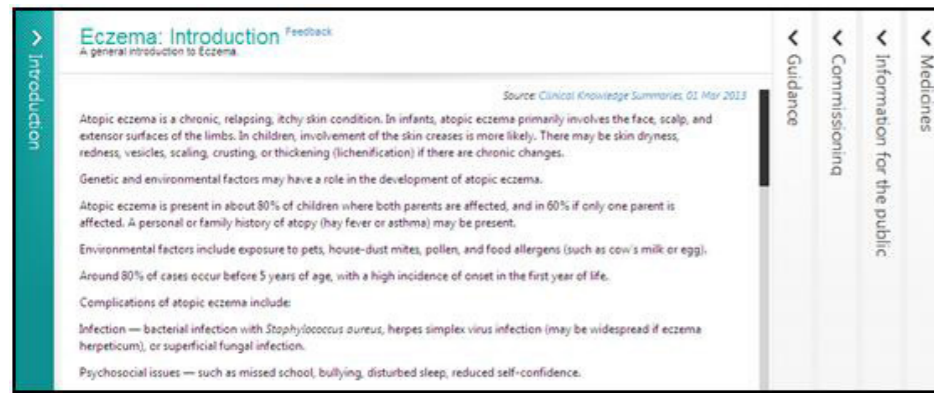 Introduction
Eczema: Introduction Feedback
A general introduction to Eczema.
Source: Clinical Knowledge Summaries, 01 Mar 2013
Atopic eczema is a chronic, relapsing, itchy skin condition. In infants, atopic eczema primarily involves the face, scalp, and
extensor surfaces of the limbs. In children, involvement of the skin creases is more likely. There may be skin dryness,
redness, vesicles, scaling, crusting, or thickening (lichenification) if there are chronic changes.
Genetic and environmental factors may have a role in the development of atopic eczema.
Atopic eczema is present in about 80% of children where both parents are affected, and in 60% if only one parent is
affected. A personal or family history of atopy (hay fever or asthma) may be present.
Environmental factors include exposure to pets, house-dust mites, pollen, and food allergens (such as cow's milk or egg).
Around 80% of cases occur before 5 years of age, with a high incidence of onset in the first year of life.
Complications of atopic eczema include:
Infection — bacterial infection with Staphylococcus aureus, herpes simplex virus infection (may be widespread if eczema
herpeticum), or superficial fungal infection.
Psychosocial issues — such as missed school, bullying, disturbed sleep, reduced self-confidence.
Guidance
Commissioning
Information for the public
Medicines